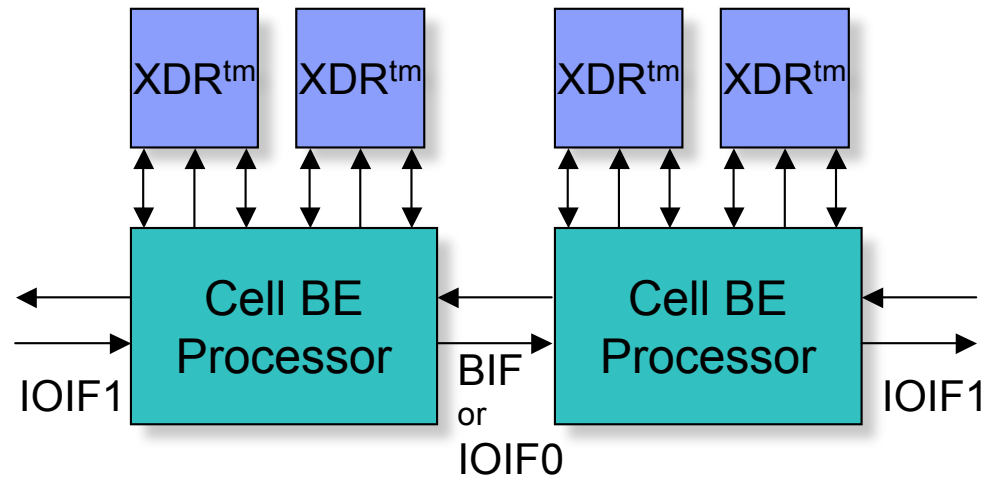 XDR™ XDR™ XDR™ XDR™
Cell BE
Processor
Cell BE
Processor
IOIF1
BIF
or
IOIF0
IOIF1